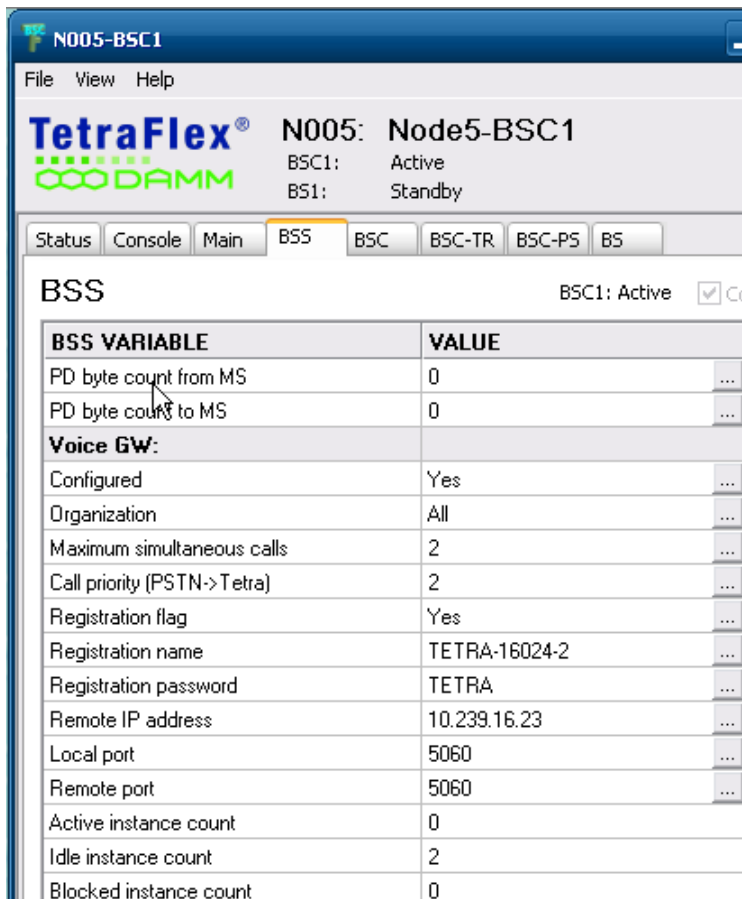 N005-BSC1
File View Help
TetraFlex® N005: Node5-BSC1
DAMM BSC1: Active
BS1: Standby
Status Console Main BSS BSC BSC-TR BSC-PS BS
BSS BSC1: Active
BSS VARIABLE VALUE
PD byte count from MS 0 ...
PD byte count to MS 0 ...
Voice GW:
Configured Yes ...
Organization All ...
Maximum simultaneous calls 2 ...
Call priority (PSTN->Tetra) 2 ...
Registration flag Yes ...
Registration name TETRA-16024-2 ...
Registration password TETRA ...
Remote IP address 10.239.16.23 ...
Local port 5060 ...
Remote port 5060 ...
Active instance count 0
Idle instance count 2
Blocked instance count 0